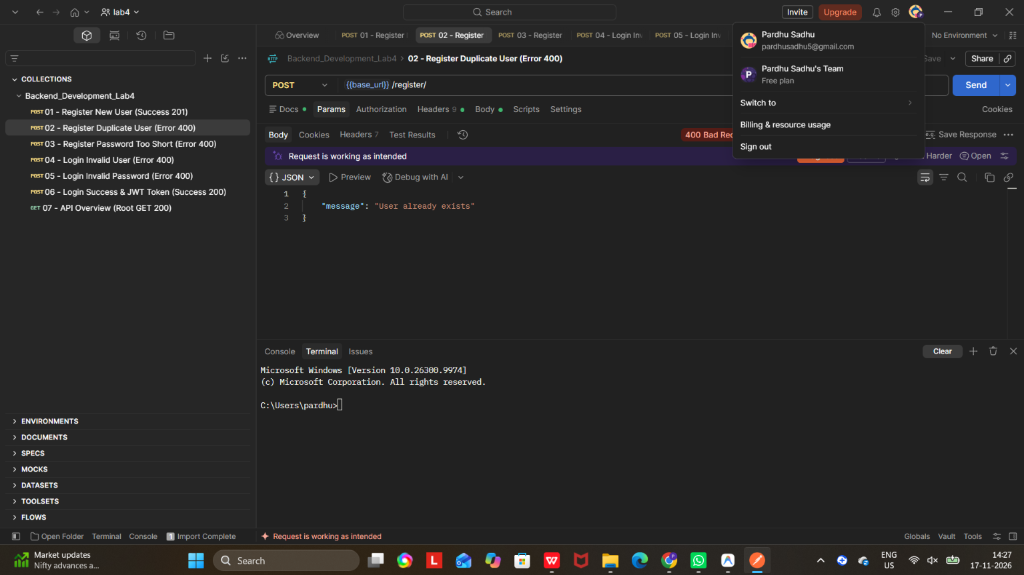 lab4
Search
Invite
Upgrade
Overview
POST 01 - Register
POST 02 - Register
POST 03 - Register
POST 04 - Login In
POST 05 - Login Inv
No Environment
Pardhu Sadhu
pardhusadhu5@gmail.com
Pardhu Sadhu's Team
Free plan
Switch to
Billing & resource usage
Sign out
COLLECTIONS
Backend_Development_Lab4
POST 01 - Register New User (Success 201)
POST 02 - Register Duplicate User (Error 400)
POST 03 - Register Password Too Short (Error 400)
POST 04 - Login Invalid User (Error 400)
POST 05 - Login Invalid Password (Error 400)
POST 06 - Login Success & JWT Token (Success 200)
GET 07 - API Overview (Root GET 200)
ENVIRONMENTS
DOCUMENTS
SPECS
MOCKS
DATASETS
TOOLSETS
FLOWS
Backend_Development_Lab4 > 02 - Register Duplicate User (Error 400)
Save
Share
POST
{{base_url}} /register/
Send
Docs
Params
Authorization
Headers 9
Body
Scripts
Settings
Cookies
Body
Cookies
Headers 7
Test Results
400 Bad Rec
Save Response
Request is working as intended
Harder
Open
{ } JSON
Preview
Debug with AI
1 {
2 "message": "User already exists"
3 }
Console
Terminal
Issues
Clear
Microsoft Windows [Version 10.0.26300.9974]
(c) Microsoft Corporation. All rights reserved.
C:\Users\pardhu>
Open Folder
Terminal
Console
1 Import Complete
Request is working as intended
Globals
Vault
Tools
Market updates
Nifty advances a...
Search
ENG
US
14:27
17-11-2026